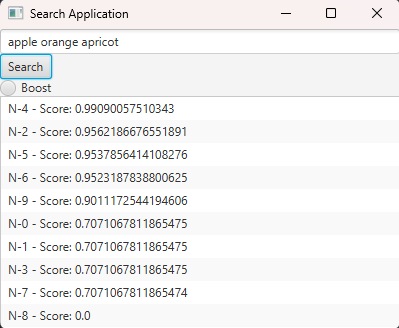 Search Application
apple orange apricot
Search
Boost
N-4 - Score: 0.99090057510343
N-2 - Score: 0.9562186676551891
N-5 - Score: 0.9537856414108276
N-6 - Score: 0.9523187838800625
N-9 - Score: 0.9011172544194606
N-0 - Score: 0.7071067811865475
N-1 - Score: 0.7071067811865475
N-3 - Score: 0.7071067811865475
N-7 - Score: 0.7071067811865474
N-8 - Score: 0.0